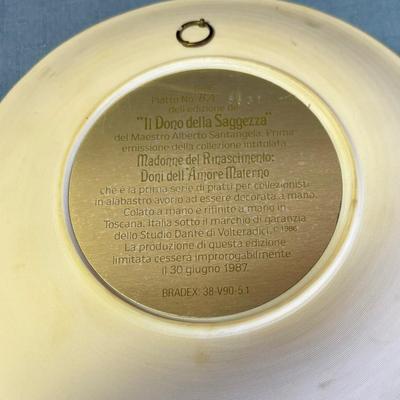 Piatto No.
dell'edizione de
"Il Dono della Saggezza"
del Maestro Alberto Santangela. Prima
emissione della collezione intitolata
Madonne del Rinascimento:
Doni dell'Amore Materno
che è la prima serie di piatti per collezionisti
in alabastro avorio ad essere decorata a mano.
Colato a mano e rifinito a mano in
Toscana, Italia sotto il marchio di garanzia
dello Studio Dante di Volteradici. © 1986
La produzione di questa edizione
limitata cesserà improrogabilmente
il 30 giugno 1987.
BRADEX: 38-V90-5.1